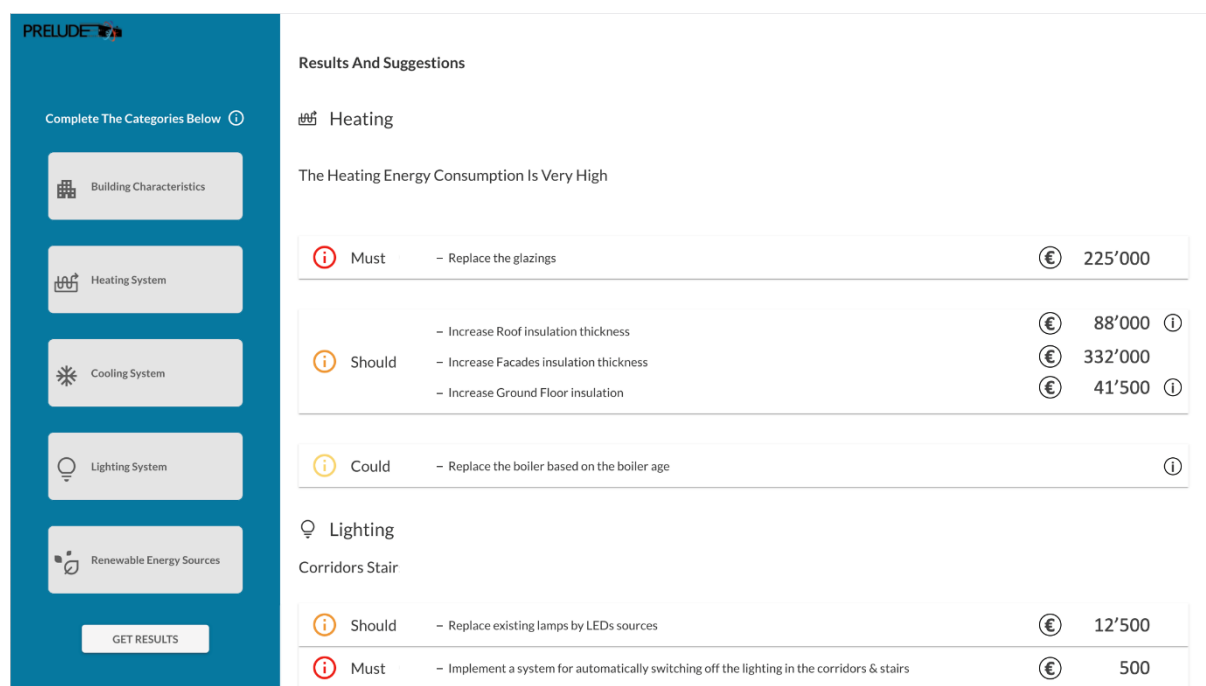 PRELUDE
Complete The Categories Below
Building Characteristics
Heating System
Cooling System
Lighting System
Renewable Energy Sources
GET RESULTS
Results And Suggestions
Heating
The Heating Energy Consumption Is Very High
Must – Replace the glazings € 225’000
– Increase Roof insulation thickness € 88’000
Should – Increase Facades insulation thickness € 332’000
– Increase Ground Floor insulation € 41’500
Could – Replace the boiler based on the boiler age
Lighting
Corridors Stair
Should – Replace existing lamps by LEDs sources € 12’500
Must – Implement a system for automatically switching off the lighting in the corridors & stairs € 500